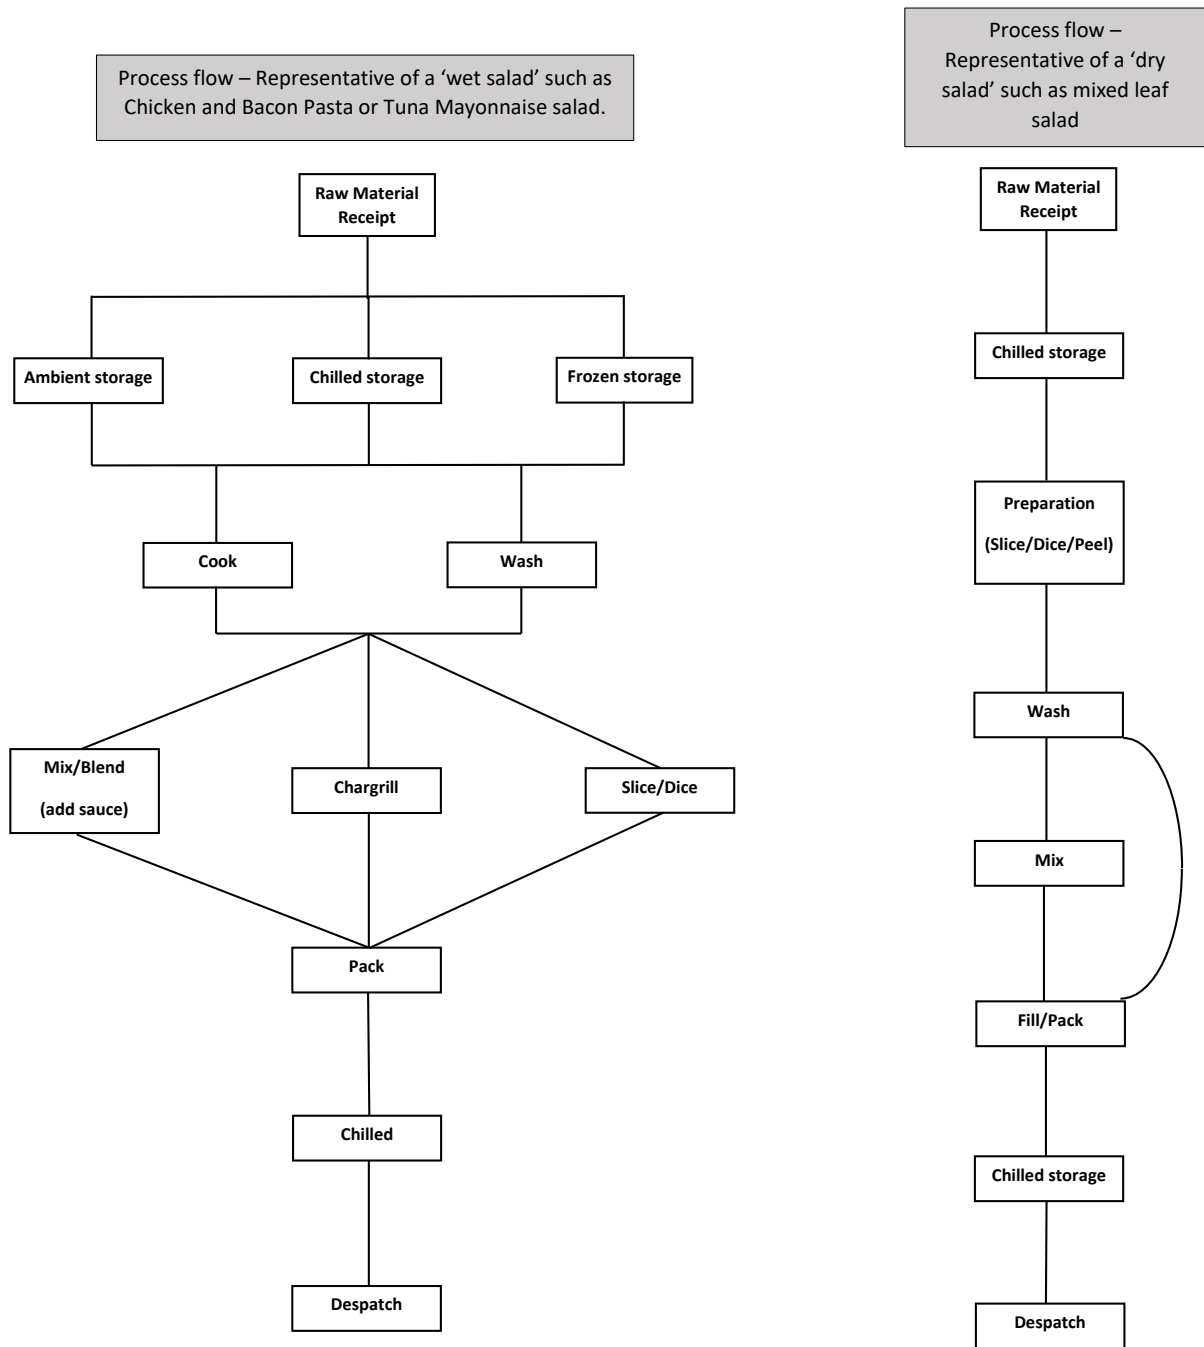 Process flow – Representative of a ‘wet salad’ such as
Chicken and Bacon Pasta or Tuna Mayonnaise salad.
Raw Material
Receipt
Ambient storage
Chilled storage
Frozen storage
Cook
Wash
Mix/Blend
(add sauce)
Chargrill
Slice/Dice
Pack
Chilled
Despatch
Process flow –
Representative of a ‘dry
salad’ such as mixed leaf
salad
Raw Material
Receipt
Chilled storage
Preparation
(Slice/Dice/Peel)
Wash
Mix
Fill/Pack
Chilled storage
Despatch